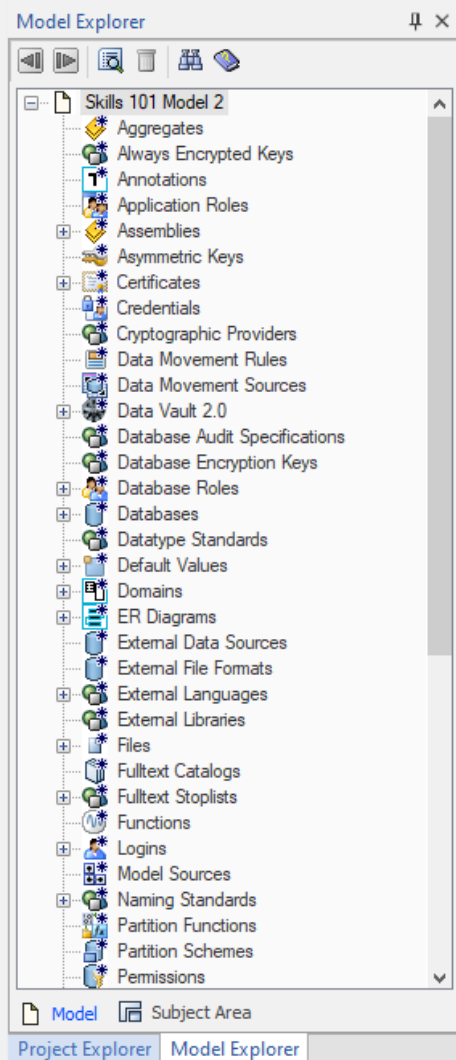 Model Explorer
Skills 101 Model 2
Aggregates
Always Encrypted Keys
Annotations
Application Roles
Assemblies
Asymmetric Keys
Certificates
Credentials
Cryptographic Providers
Data Movement Rules
Data Movement Sources
Data Vault 2.0
Database Audit Specifications
Database Encryption Keys
Database Roles
Databases
Datatype Standards
Default Values
Domains
ER Diagrams
External Data Sources
External File Formats
External Languages
External Libraries
Files
Fulltext Catalogs
Fulltext Stoplists
Functions
Logins
Model Sources
Naming Standards
Partition Functions
Partition Schemes
Permissions
Model Subject Area
Project Explorer Model Explorer